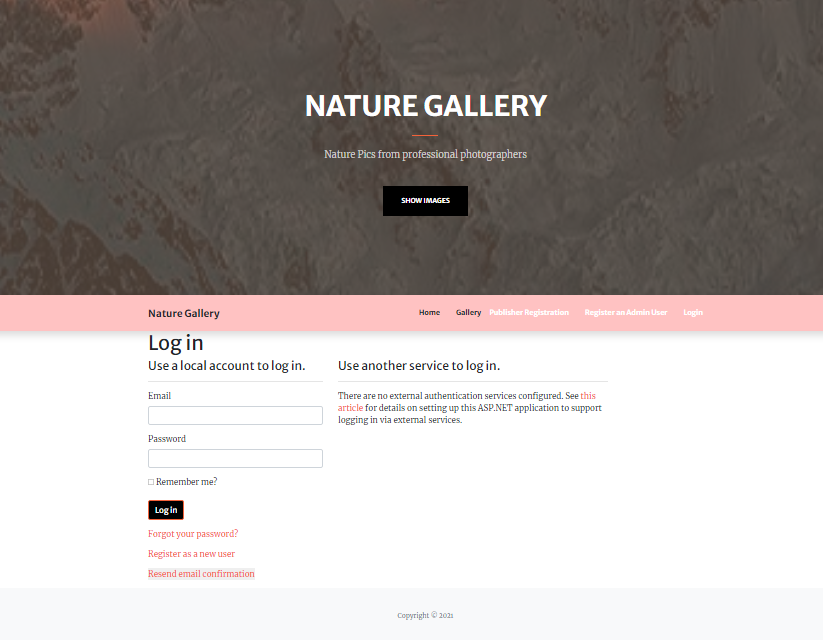 NATURE GALLERY
Nature Pics from professional photographers
SHOW IMAGES
Nature Gallery
Home Gallery Publisher Registration Register an Admin User Login
Log in
Use a local account to log in.
Email
Password
Remember me?
Log in
Forgot your password?
Register as a new user
Resend email confirmation
Use another service to log in.
There are no external authentication services configured. See this
article for details on setting up this ASP.NET application to support
logging in via external services.
Copyright © 2021